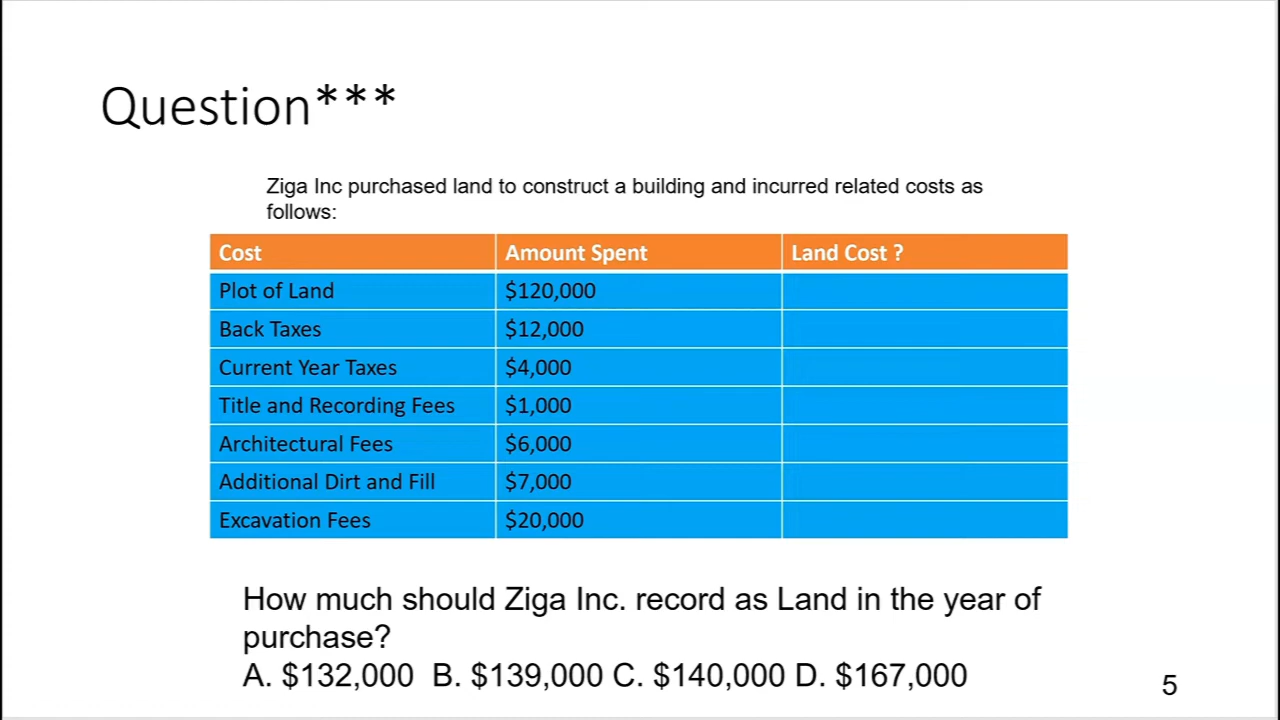 Question***
Ziga Inc purchased land to construct a building and incurred related costs as
follows:
Cost Amount Spent Land Cost ?
Plot of Land $120,000
Back Taxes $12,000
Current Year Taxes $4,000
Title and Recording Fees $1,000
Architectural Fees $6,000
Additional Dirt and Fill $7,000
Excavation Fees $20,000
How much should Ziga Inc. record as Land in the year of
purchase?
A. $132,000 B. $139,000 C. $140,000 D. $167,000
5